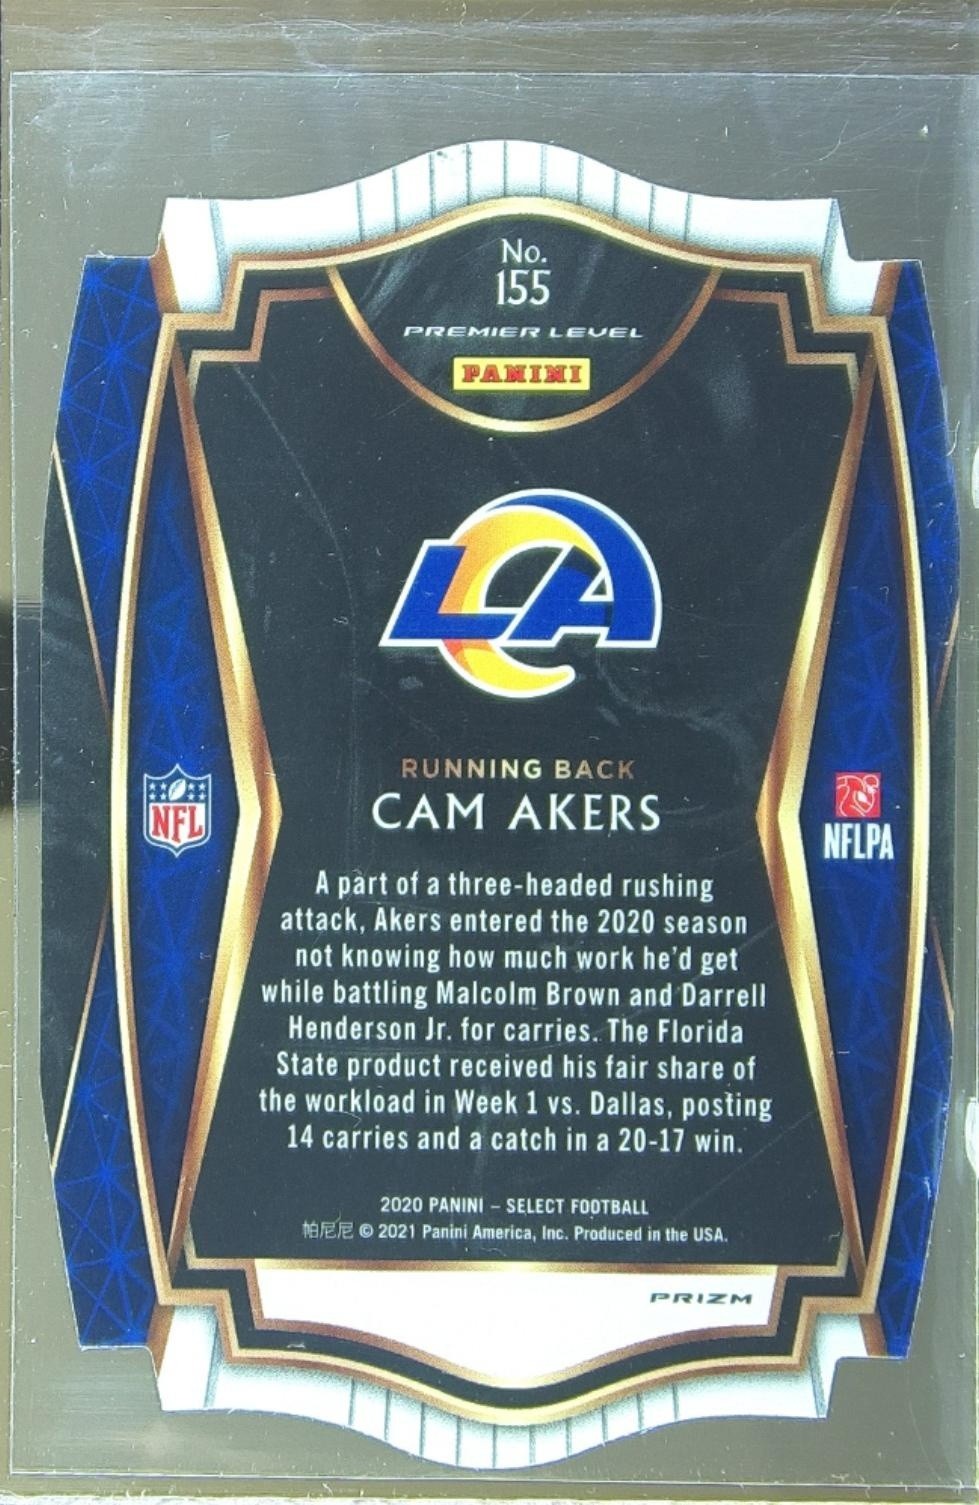 No.
155
PREMIER LEVEL
PANINI
LA
RUNNING BACK
CAM AKERS
NFL
NFLPA
A part of a three-headed rushing
attack, Akers entered the 2020 season
not knowing how much work he'd get
while battling Malcolm Brown and Darrell
Henderson Jr. for carries. The Florida
State product received his fair share of
the workload in Week 1 vs. Dallas, posting
14 carries and a catch in a 20-17 win.
2020 PANINI – SELECT FOOTBALL
帕尼尼 © 2021 Panini America, Inc. Produced in the USA.
PRIZM